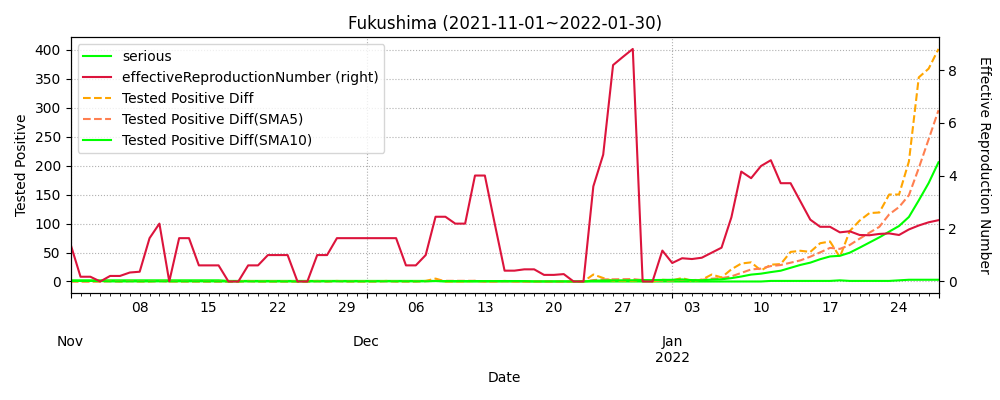 Fukushima (2021-11-01~2022-01-30)
serious
effectiveReproductionNumber (right)
Tested Positive Diff
Tested Positive Diff(SMA5)
Tested Positive Diff(SMA10)
Tested Positive
400
350
300
250
200
150
100
50
0
Effective Reproduction Number
8
6
4
2
0
08 15 22 29 06 13 20 27 03 10 17 24
Nov Dec Jan
2022
Date